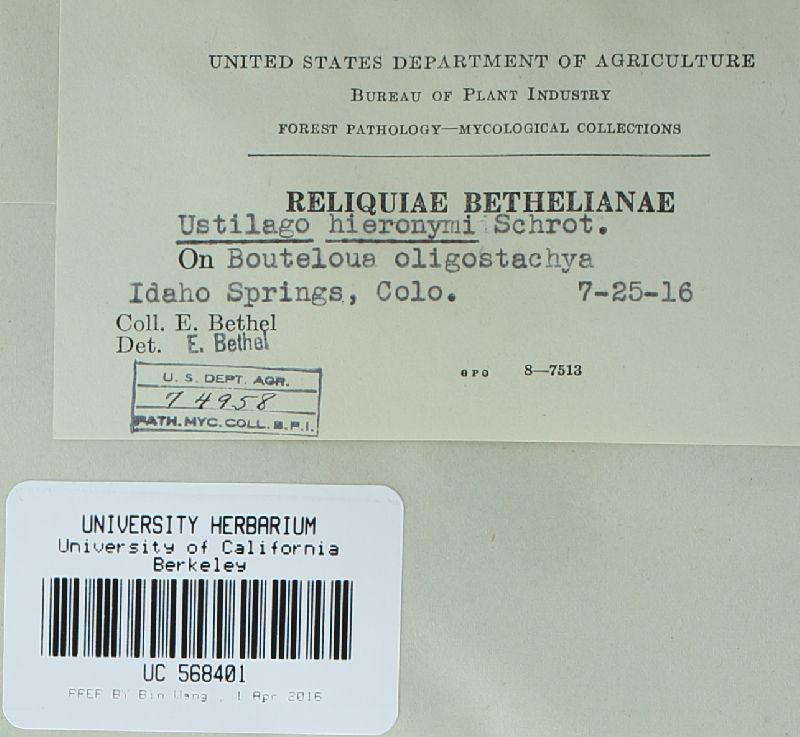 UNITED STATES DEPARTMENT OF AGRICULTURE
BUREAU OF PLANT INDUSTRY
FOREST PATHOLOGY—MYCOLOGICAL COLLECTIONS
RELIQUIAE BETHELIANAE
Ustilago hieronymi Schrot.
On Bouteloua oligostachya
Idaho Springs, Colo. 7-25-16
Coll. E. Bethel
Det. E. Bethel
GPO 8—7513
U. S. DEPT. AGR.
74958
PATH. MYC. COLL. B.P.I.
UNIVERSITY HERBARIUM
University of California
Berkeley
UC 568401
PREP BY Bin Wang , 1 Apr 2016